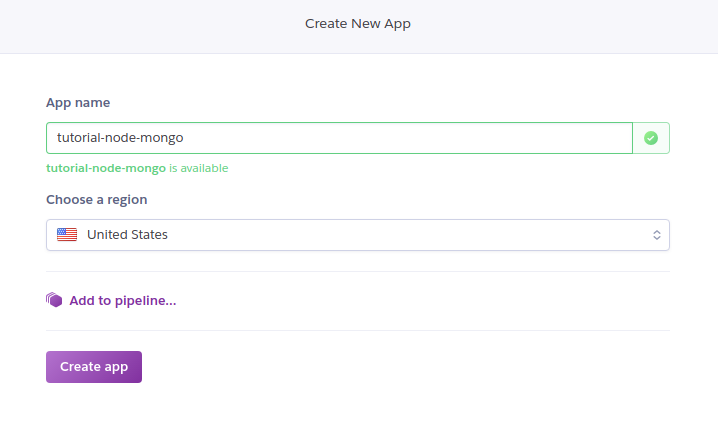 Create New App
App name
tutorial-node-mongo
tutorial-node-mongo is available
Choose a region
United States
Add to pipeline...
Create app